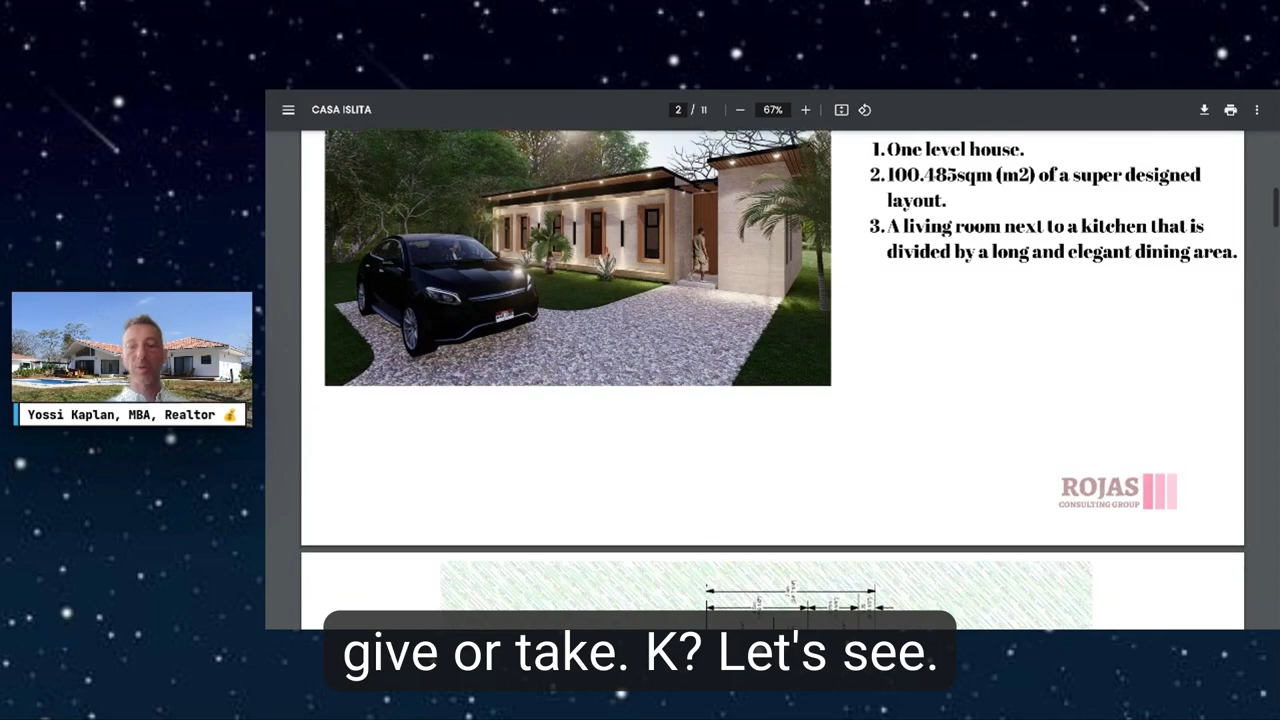 CASA ISLITA
2 / 11
67%
1. One level house.
2. 100.485sqm (m2) of a super designed
layout.
3. A living room next to a kitchen that is
divided by a long and elegant dining area.
Yossi Kaplan, MBA, Realtor 💰
ROJAS
CONSULTING GROUP
give or take. K? Let's see.